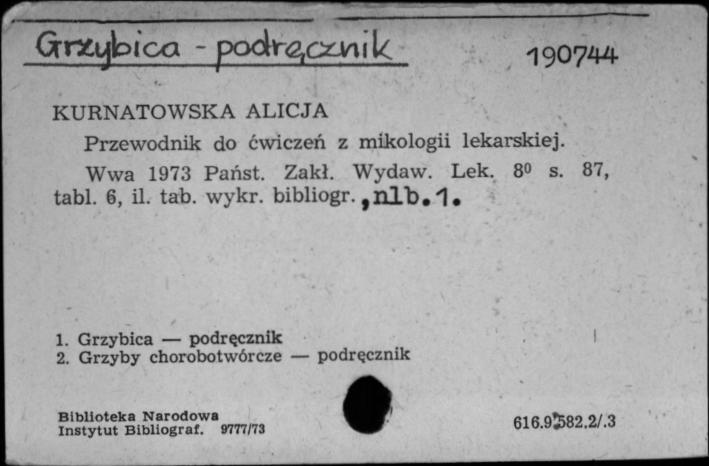 Grzybica - podręcznik
190744
KURNATOWSKA ALICJA
Przewodnik do ćwiczeń z mikologii lekarskiej.
Wwa 1973 Państ. Zakł. Wydaw. Lek. 8⁰ s. 87,
tabl. 6, il. tab. wykr. bibliogr. , nlb. 1.
1. Grzybica — podręcznik
2. Grzyby chorobotwórcze — podręcznik
Biblioteka Narodowa
Instytut Bibliograf. 9777/73
616.9:582.2/.3